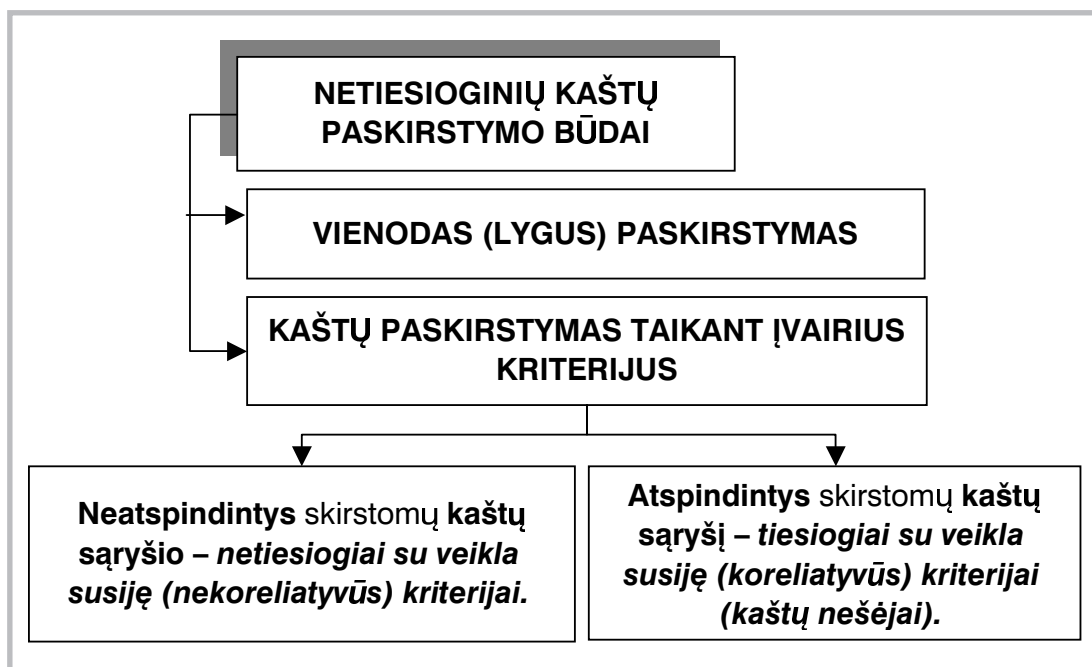 NETIESIOGINIŲ KAŠTŲ
PASKIRSTYMO BŪDAI
VIENODAS (LYGUS) PASKIRSTYMAS
KAŠTŲ PASKIRSTYMAS TAIKANT ĮVAIRIUS
KRITERIJUS
Neatspindintys skirstomų kaštų
sąryšio – netiesiogiai su veikla
susiję (nekoreliatyvūs) kriterijai.
Atspindintys skirstomų kaštų
sąryšį – tiesiogiai su veikla
susiję (koreliatyvūs) kriterijai
(kaštų nešėjai).